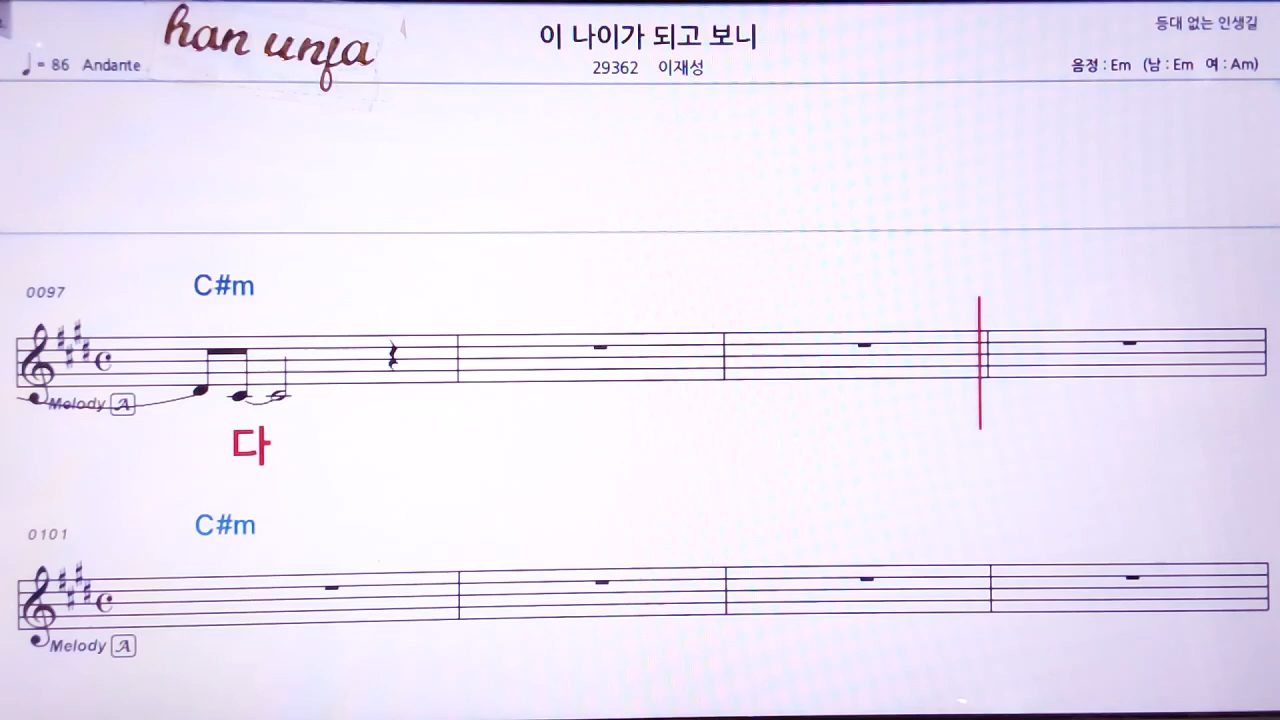 han unfa
이 나이가 되고 보니
등대 없는 인생길
♩ = 86 Andante
29362 이재성
음정 : Em (남 : Em 여 : Am)
0097
C#m
Melody A
다
0101
C#m
Melody A